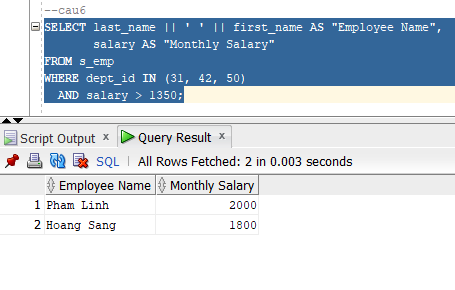 --cau6
SELECT last_name || ' ' || first_name AS "Employee Name",
       salary AS "Monthly Salary"
FROM s_emp
WHERE dept_id IN (31, 42, 50)
  AND salary > 1350;
Script Output x Query Result x
SQL | All Rows Fetched: 2 in 0.003 seconds
Employee Name Monthly Salary
1 Pham Linh 2000
2 Hoang Sang 1800